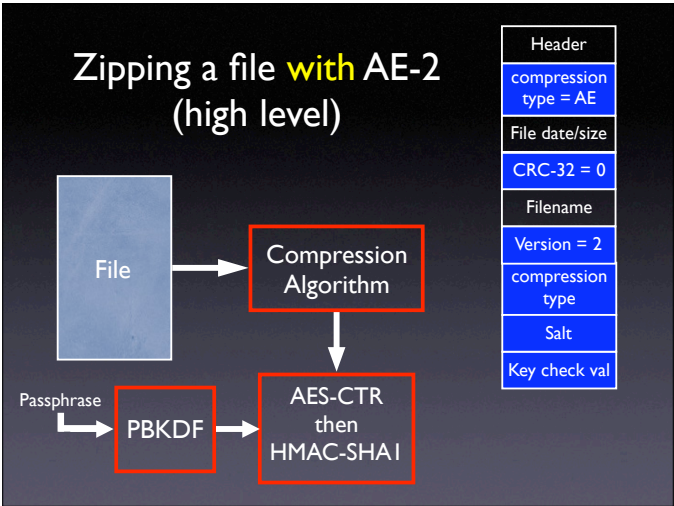 Zipping a file with AE-2
(high level)
File
Compression
Algorithm
Passphrase
PBKDF
AES-CTR
then
HMAC-SHA1
Header
compression
type = AE
File date/size
CRC-32 = 0
Filename
Version = 2
compression
type
Salt
Key check val